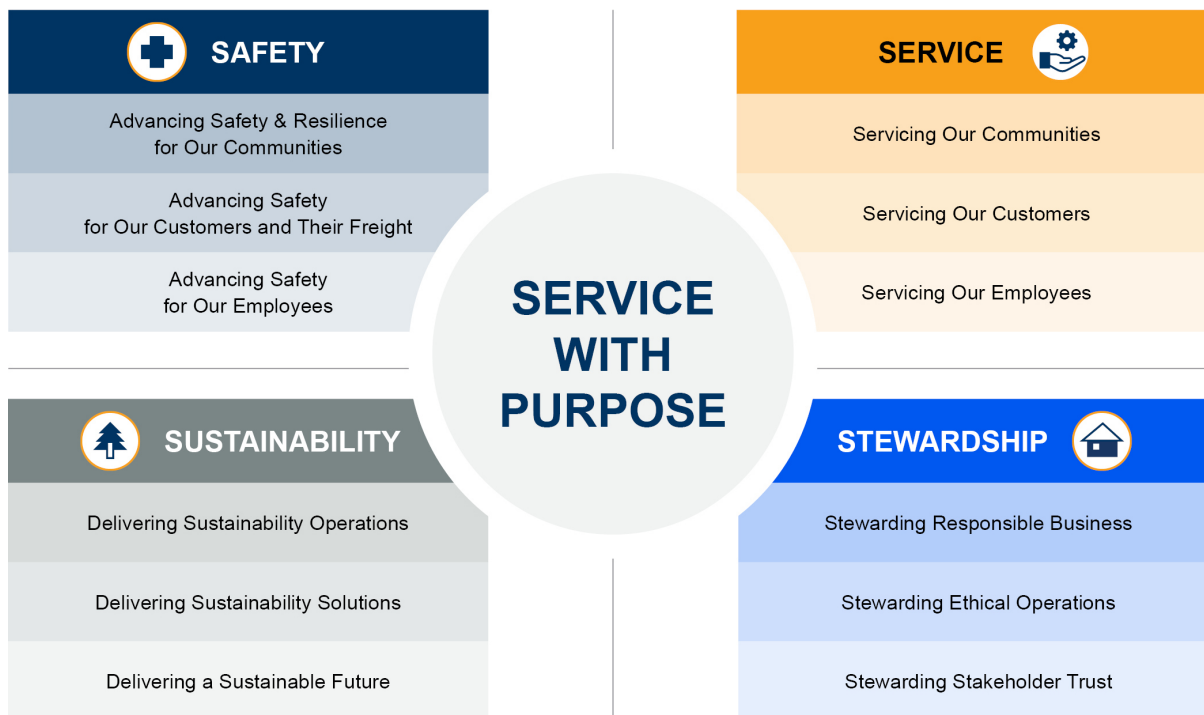 SAFETY
Advancing Safety & Resilience
for Our Communities
Advancing Safety
for Our Customers and Their Freight
Advancing Safety
for Our Employees
SERVICE
Servicing Our Communities
Servicing Our Customers
Servicing Our Employees
SERVICE
WITH
PURPOSE
SUSTAINABILITY
Delivering Sustainability Operations
Delivering Sustainability Solutions
Delivering a Sustainable Future
STEWARDSHIP
Stewarding Responsible Business
Stewarding Ethical Operations
Stewarding Stakeholder Trust